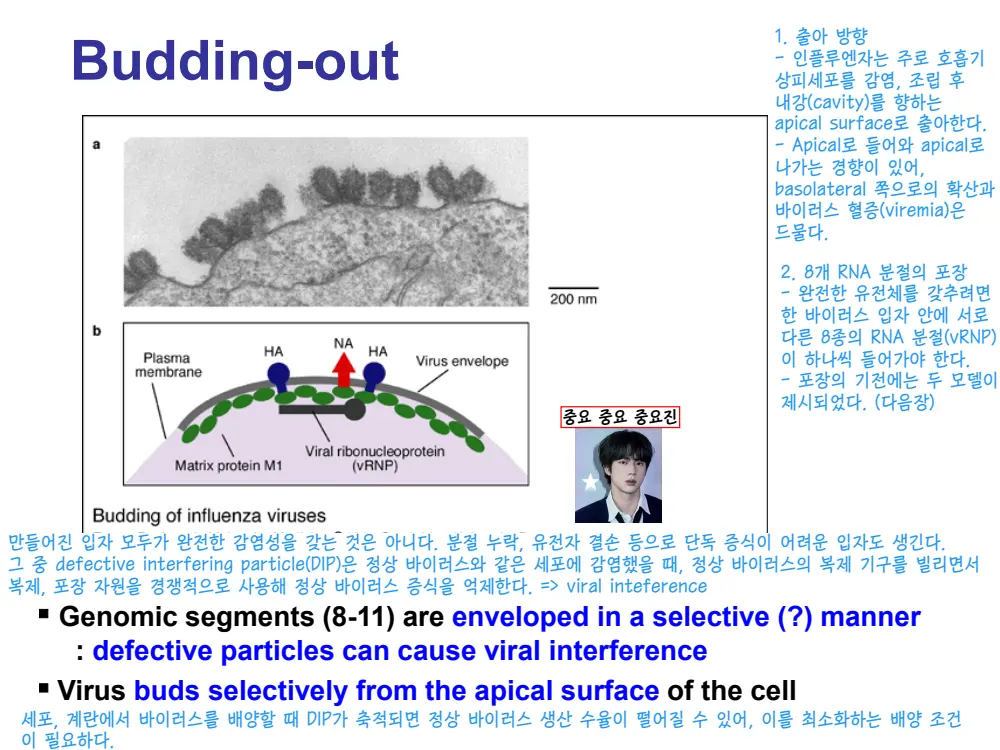 Budding-out
1. 출아 방향
- 인플루엔자는 주로 호흡기
상피세포를 감염, 조립 후
내강(cavity)를 향하는
apical surface로 출아한다.
- Apical로 들어와 apical로
나가는 경향이 있어,
basolateral 쪽으로의 확산과
바이러스 혈증(viremia)은
드물다.
2. 8개 RNA 분절의 포장
- 완전한 유전체를 갖추려면
한 바이러스 입자 안에 서로
다른 8종의 RNA 분절(vRNP)
이 하나씩 들어가야 한다.
- 포장의 기전에는 두 모델이
제시되었다. (다음장)
a
200 nm
b
Plasma
membrane
HA
NA
HA
Virus envelope
Matrix protein M1
Viral ribonucleoprotein
(vRNP)
중요 중요 중요진
Budding of influenza viruses
만들어진 입자 모두가 완전한 감염성을 갖는 것은 아니다. 분절 누락, 유전자 결손 등으로 단독 증식이 어려운 입자도 생긴다.
그 중 defective interfering particle(DIP)은 정상 바이러스와 같은 세포에 감염했을 때, 정상 바이러스의 복제 기구를 빌리면서
복제, 포장 자원을 경쟁적으로 사용해 정상 바이러스 증식을 억제한다. => viral inteference
▪ Genomic segments (8-11) are enveloped in a selective (?) manner
: defective particles can cause viral interference
▪ Virus buds selectively from the apical surface of the cell
세포, 계란에서 바이러스를 배양할 때 DIP가 축적되면 정상 바이러스 생산 수율이 떨어질 수 있어, 이를 최소화하는 배양 조건
이 필요하다.